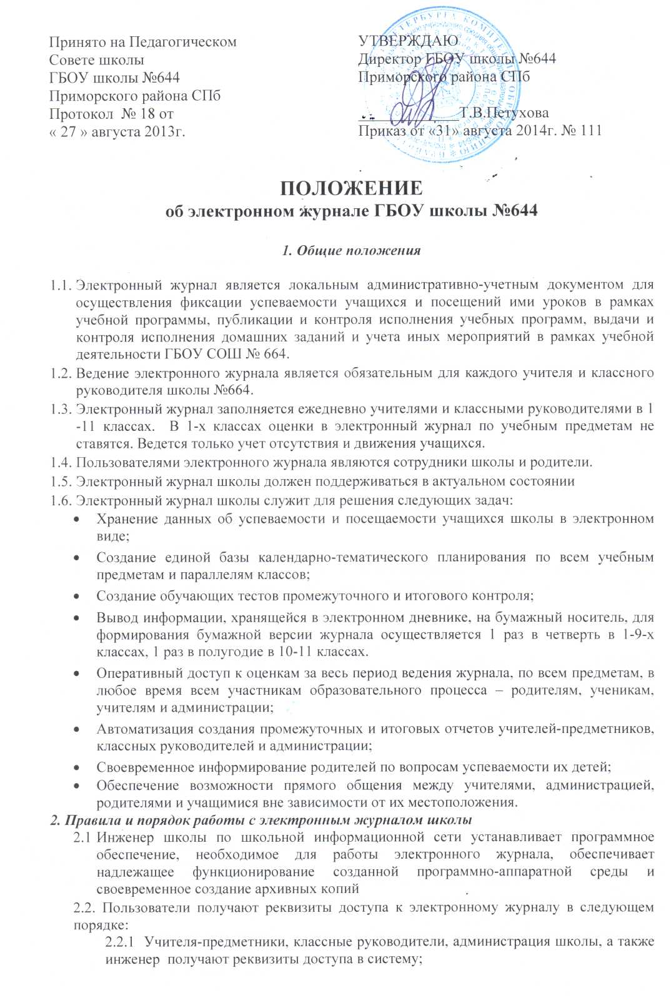 Принято на Педагогическом
Совете школы
ГБОУ школы №644
Приморского района СПб
Протокол № 18 от
« 27 » августа 2013г.
УТВЕРЖДАЮ
Директор ГБОУ школы №644
Приморского района СПб
____________Т.В.Петухова
Приказ от «31» августа 2014г. № 111
ПОЛОЖЕНИЕ
об электронном журнале ГБОУ школы №644
1. Общие положения
1.1. Электронный журнал является локальным административно-учетным документом для
осуществления фиксации успеваемости учащихся и посещений ими уроков в рамках
учебной программы, публикации и контроля исполнения учебных программ, выдачи и
контроля исполнения домашних заданий и учета иных мероприятий в рамках учебной
деятельности ГБОУ СОШ № 664.
1.2. Ведение электронного журнала является обязательным для каждого учителя и классного
руководителя школы №664.
1.3. Электронный журнал заполняется ежедневно учителями и классными руководителями в 1
-11 классах. В 1-х классах оценки в электронный журнал по учебным предметам не
ставятся. Ведется только учет отсутствия и движения учащихся.
1.4. Пользователями электронного журнала являются сотрудники школы и родители.
1.5. Электронный журнал школы должен поддерживаться в актуальном состоянии
1.6. Электронный журнал школы служит для решения следующих задач:
• Хранение данных об успеваемости и посещаемости учащихся школы в электронном
виде;
• Создание единой базы календарно-тематического планирования по всем учебным
предметам и параллелям классов;
• Создание обучающих тестов промежуточного и итогового контроля;
• Вывод информации, хранящейся в электронном дневнике, на бумажный носитель, для
формирования бумажной версии журнала осуществляется 1 раз в четверть в 1-9-х
классах, 1 раз в полугодие в 10-11 классах.
• Оперативный доступ к оценкам за весь период ведения журнала, по всем предметам, в
любое время всем участникам образовательного процесса – родителям, ученикам,
учителям и администрации;
• Автоматизация создания промежуточных и итоговых отчетов учителей-предметников,
классных руководителей и администрации;
• Своевременное информирование родителей по вопросам успеваемости их детей;
• Обеспечение возможности прямого общения между учителями, администрацией,
родителями и учащимися вне зависимости от их местоположения.
2. Правила и порядок работы с электронным журналом школы
2.1 Инженер школы по школьной информационной сети устанавливает программное
обеспечение, необходимое для работы электронного журнала, обеспечивает
надлежащее функционирование созданной программно-аппаратной среды и
своевременное создание архивных копий
2.2. Пользователи получают реквизиты доступа к электронному журналу в следующем
порядке:
2.2.1 Учителя-предметники, классные руководители, администрация школы, а также
инженер получают реквизиты доступа в систему;